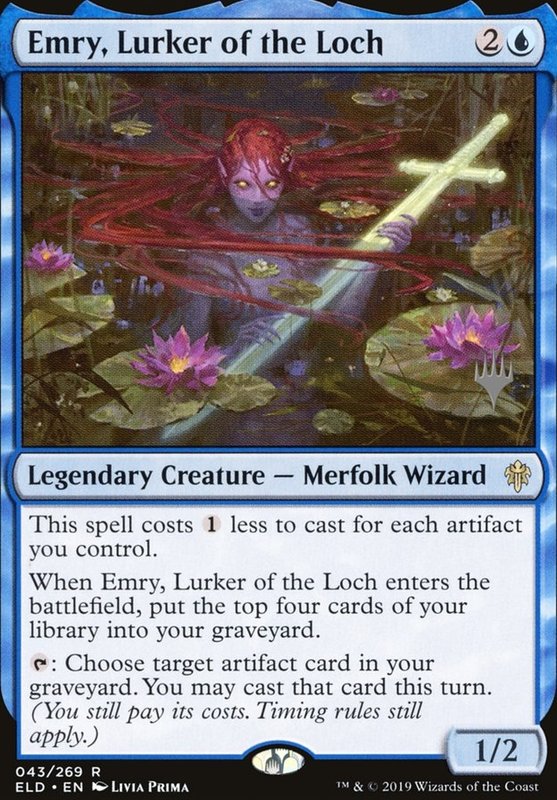 Emry, Lurker of the Loch 2
Legendary Creature — Merfolk Wizard
This spell costs 1 less to cast for each artifact
you control.
When Emry, Lurker of the Loch enters the
battlefield, put the top four cards of your
library into your graveyard.
: Choose target artifact card in your
graveyard. You may cast that card this turn.
(You still pay its costs. Timing rules still
apply.)
1/2
043/269 R
ELD • EN LIVIA PRIMA
™ & © 2019 Wizards of the Coast